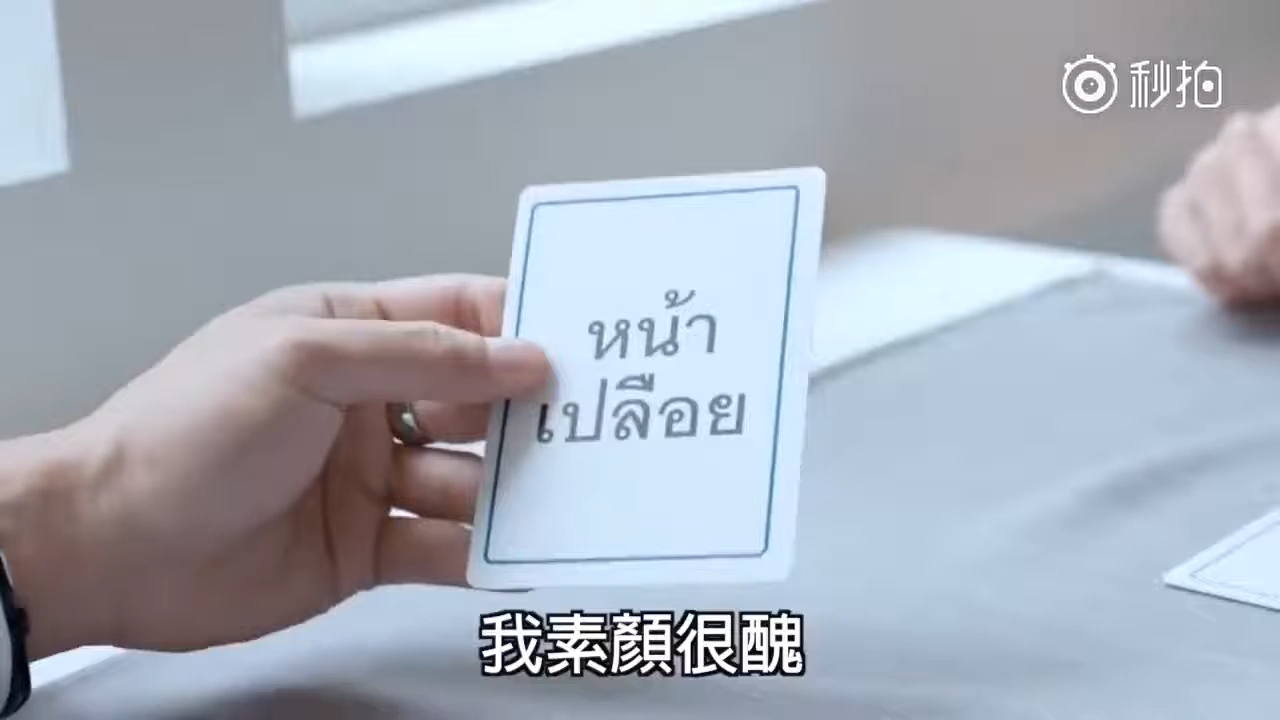 秒拍
หน้า
เปลือย
我素顏很醜